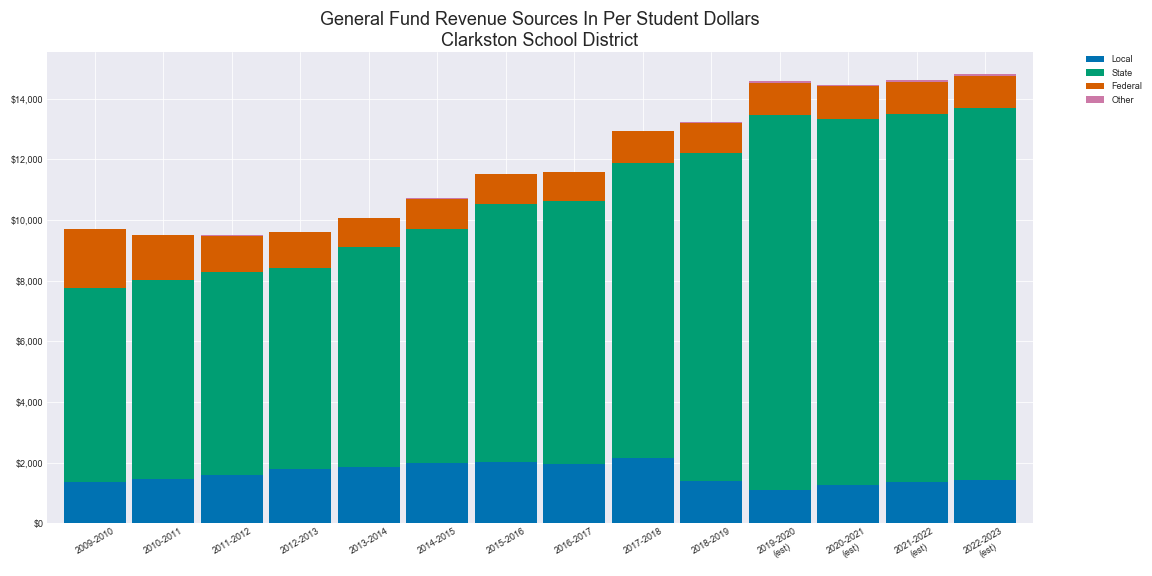 General Fund Revenue Sources In Per Student Dollars
Clarkston School District
Local
State
Federal
Other
$14,000
$12,000
$10,000
$8,000
$6,000
$4,000
$2,000
$0
2009-2010
2010-2011
2011-2012
2012-2013
2013-2014
2014-2015
2015-2016
2016-2017
2017-2018
2018-2019
2019-2020
(est)
2020-2021
(est)
2021-2022
(est)
2022-2023
(est)